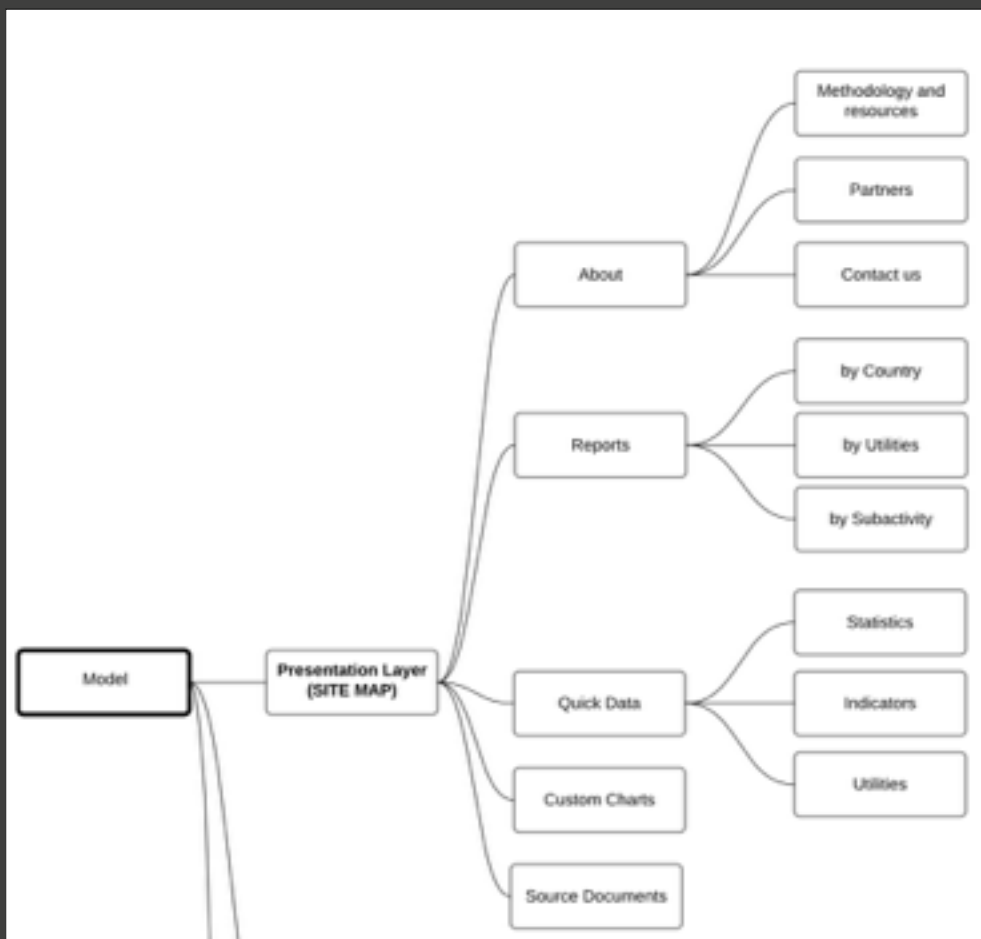 Methodology and
resources
Partners
About
Contact us
by Country
Reports
by Utilities
by Subactivity
Statistics
Model
Presentation Layer
(SITE MAP)
Quick Data
Indicators
Utilities
Custom Charts
Source Documents